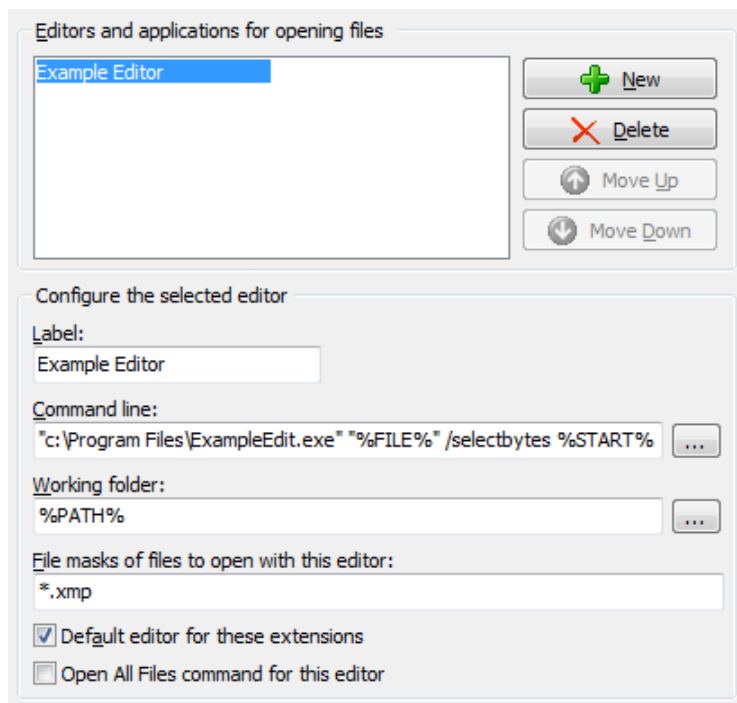 Editors and applications for opening files
Example Editor
New
Delete
Move Up
Move Down
Configure the selected editor
Label:
Example Editor
Command line:
"c:\Program Files\ExampleEdit.exe" "%FILE%" /selectbytes %START%
...
Working folder:
%PATH%
...
File masks of files to open with this editor:
*.xmp
Default editor for these extensions
Open All Files command for this editor